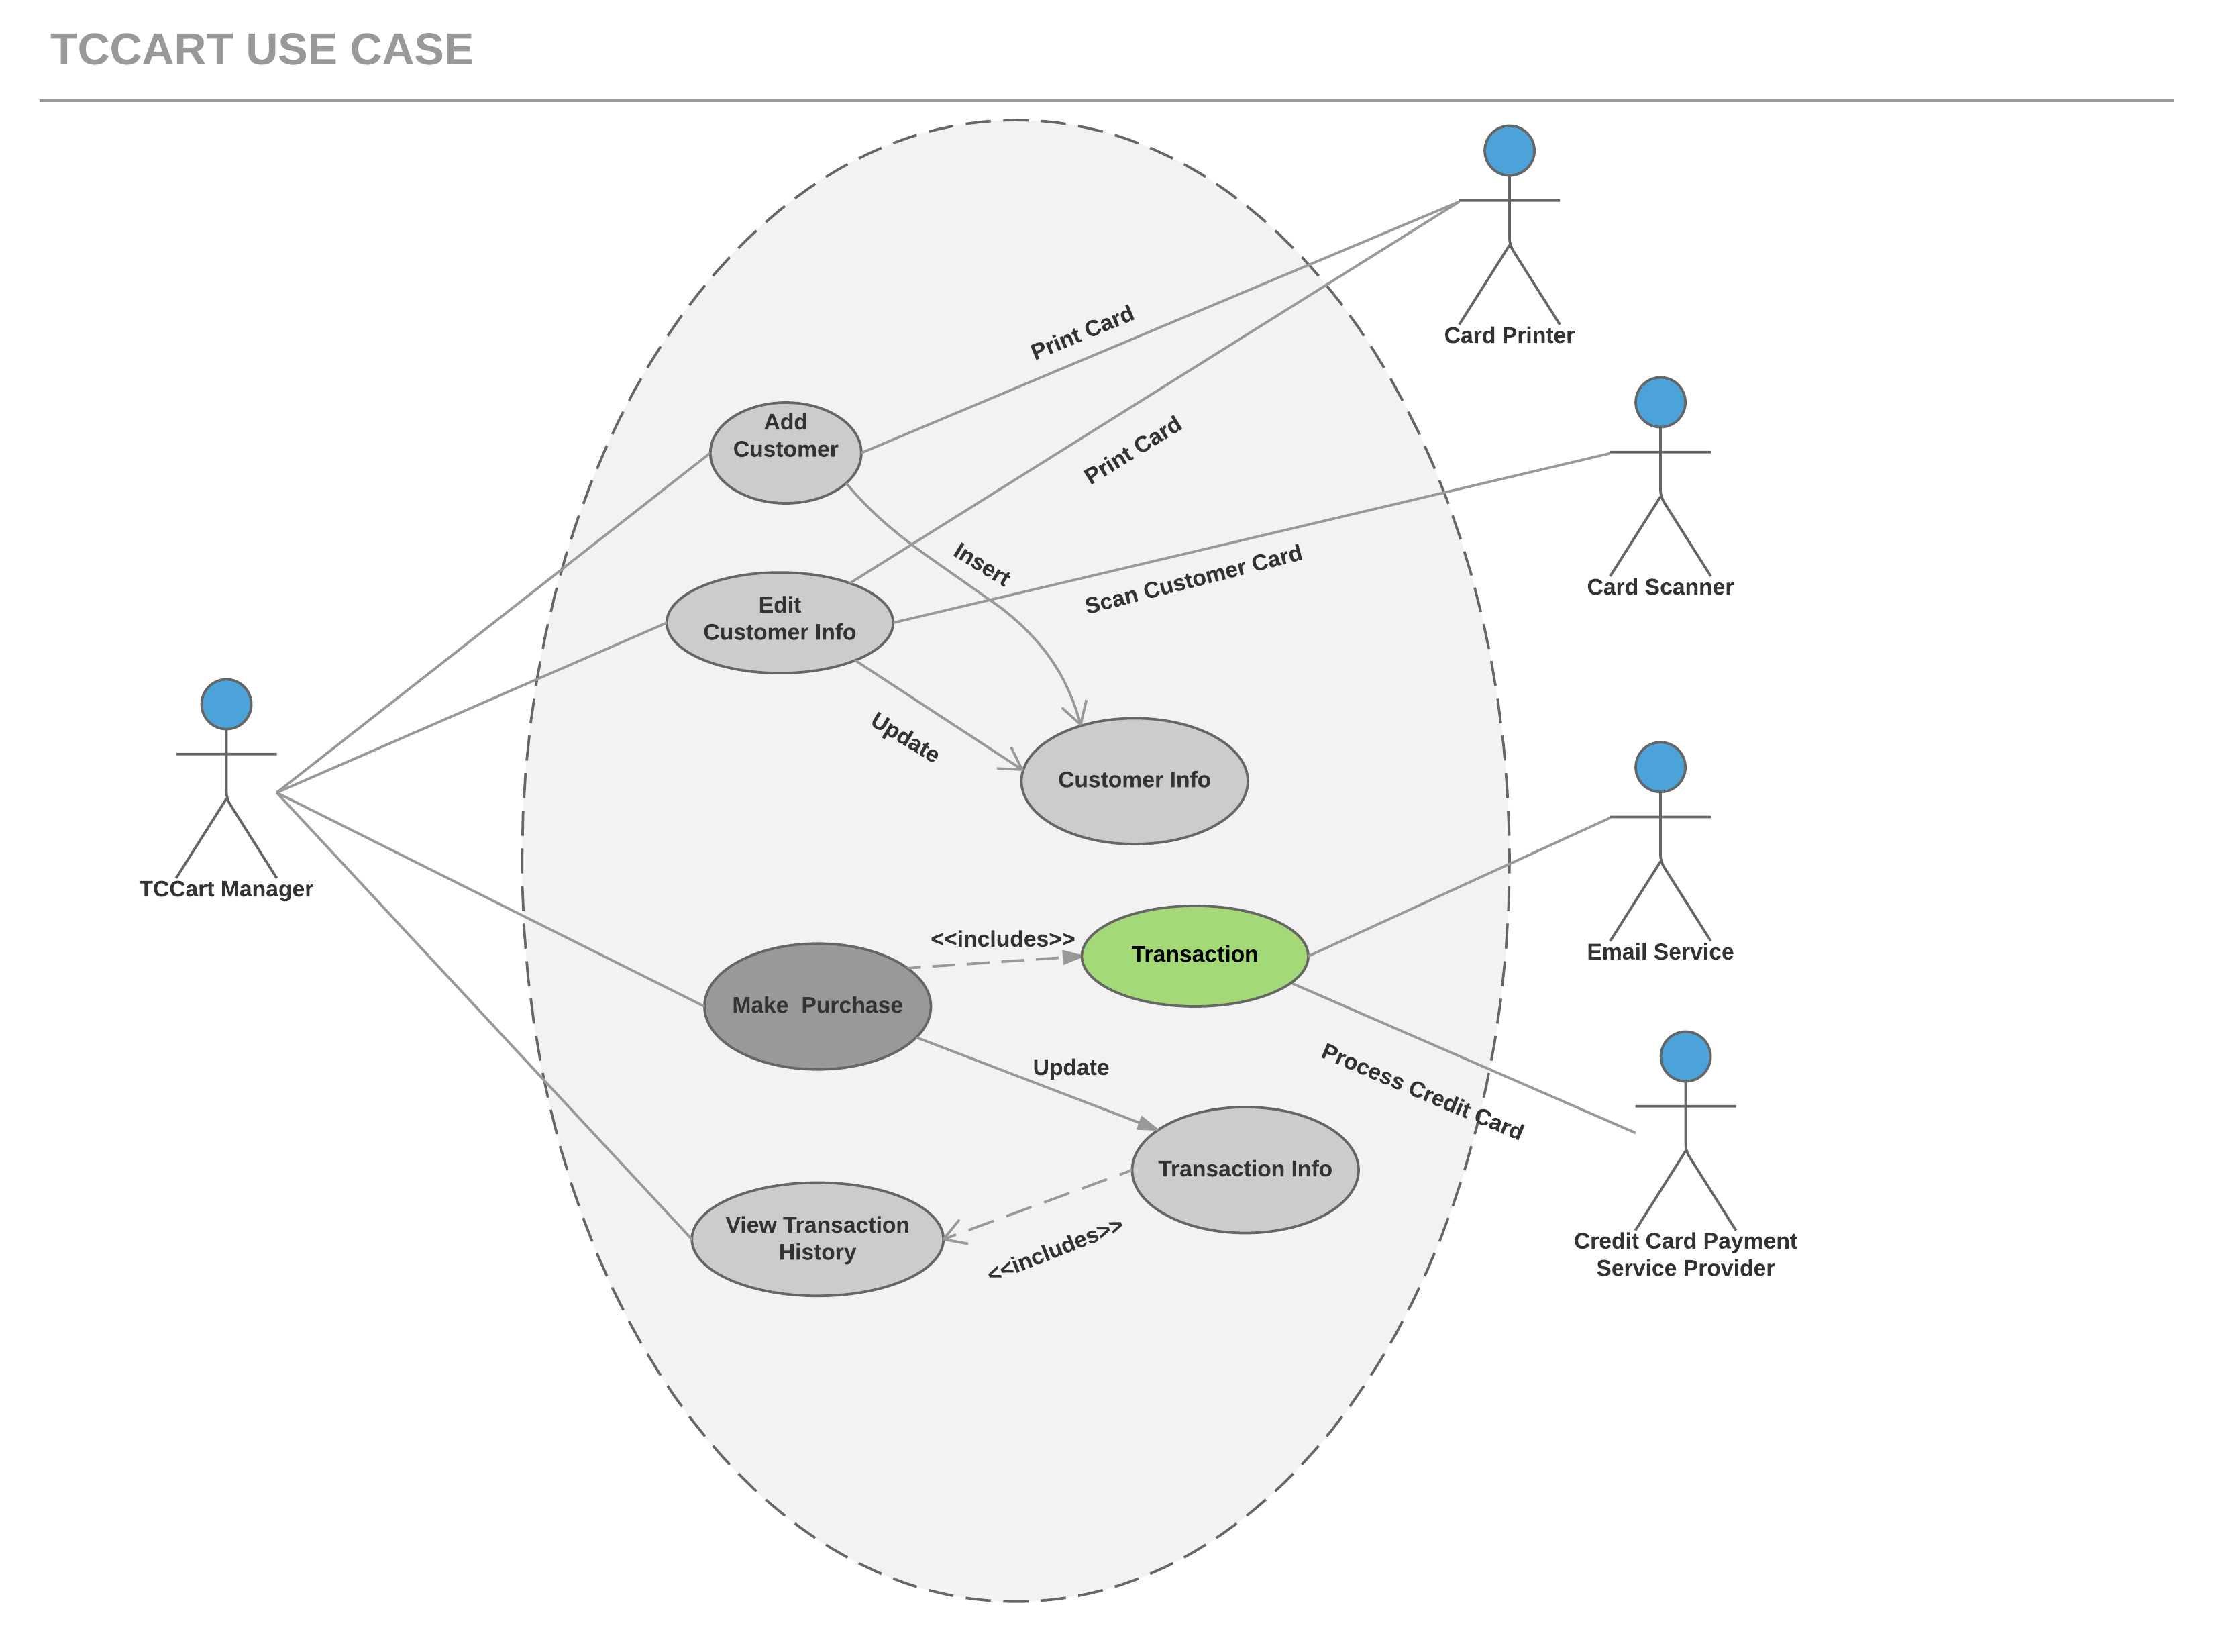 TCCART USE CASE
Card Printer
Print Card
Add
Customer
Print Card
Insert
Scan Customer Card
Card Scanner
Edit
Customer Info
Update
Customer Info
TCCart Manager
<<includes>>
Transaction
Email Service
Make  Purchase
Update
Process Credit Card
Transaction Info
View Transaction
History
<<includes>>
Credit Card Payment
Service Provider